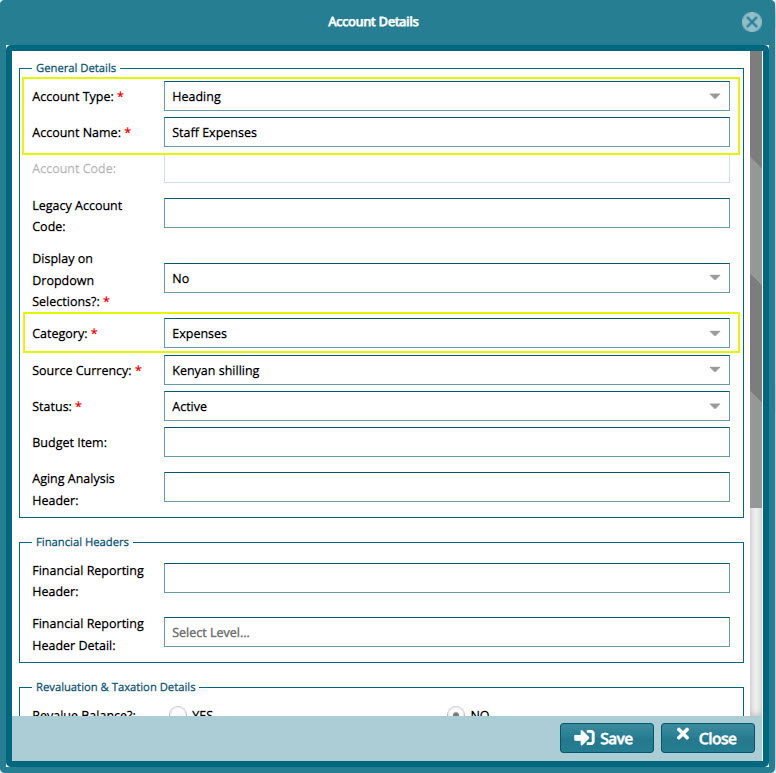 Account Details
General Details
Account Type: *
Heading
Account Name: *
Staff Expenses
Account Code:
Legacy Account
Code:
Display on
Dropdown
Selections?: *
No
Category: *
Expenses
Source Currency: *
Kenyan shilling
Status: *
Active
Budget Item:
Aging Analysis
Header:
Financial Headers
Financial Reporting
Header:
Financial Reporting
Header Detail:
Select Level...
Revaluation & Taxation Details
Revalue Balance?:
YES
NO
Save
Close